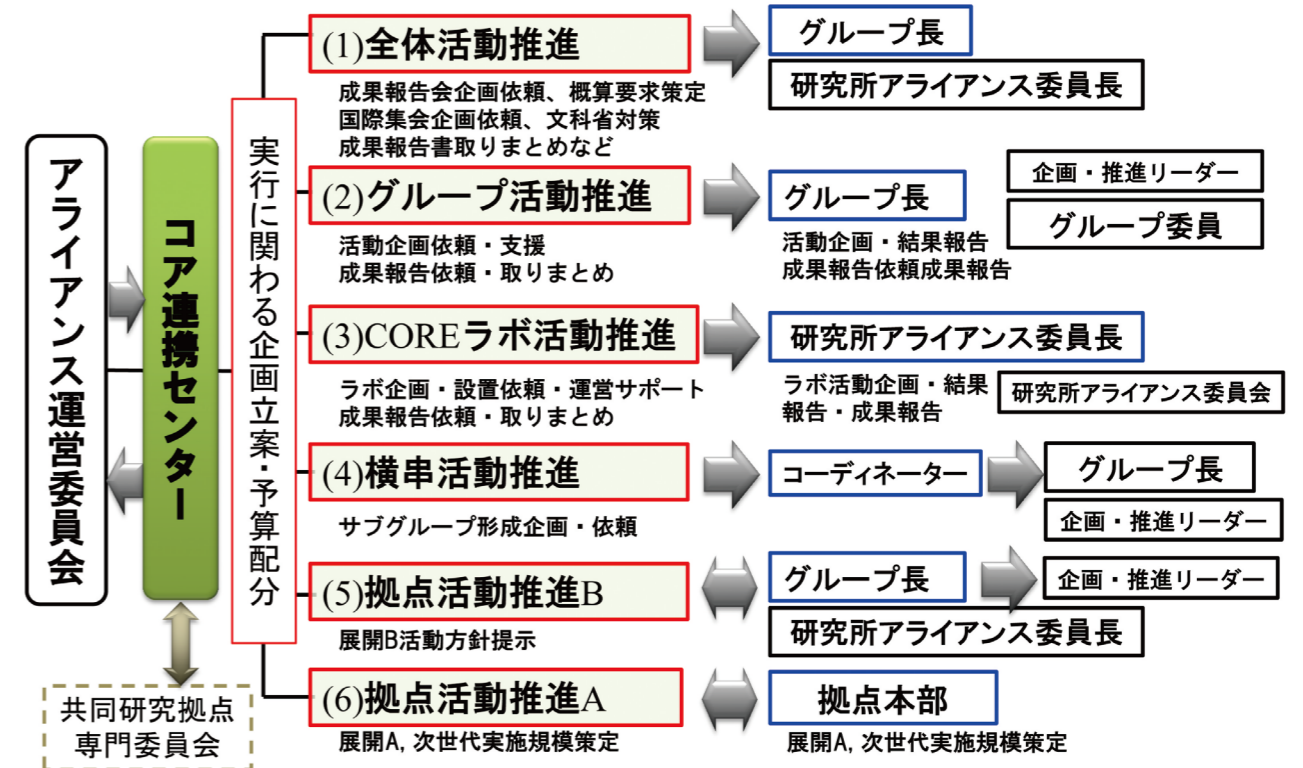 アライアンス運営委員会
コア連携センター
共同研究拠点
専門委員会
実行に関わる企画立案・予算配分
(1)全体活動推進
成果報告会企画依頼、概算要求策定
国際集会企画依頼、文科省対策
成果報告書取りまとめなど
グループ長
研究所アライアンス委員長
(2)グループ活動推進
活動企画依頼・支援
成果報告依頼・取りまとめ
グループ長
活動企画・結果報告
成果報告依頼成果報告
企画・推進リーダー
グループ委員
(3)COREラボ活動推進
ラボ企画・設置依頼・運営サポート
成果報告依頼・取りまとめ
研究所アライアンス委員長
ラボ活動企画・結果
報告・成果報告
研究所アライアンス委員会
(4)横串活動推進
サブグループ形成企画・依頼
コーディネーター
グループ長
企画・推進リーダー
(5)拠点活動推進B
展開B活動方針提示
グループ長
研究所アライアンス委員長
企画・推進リーダー
(6)拠点活動推進A
展開A, 次世代実施規模策定
拠点本部
展開A, 次世代実施規模策定